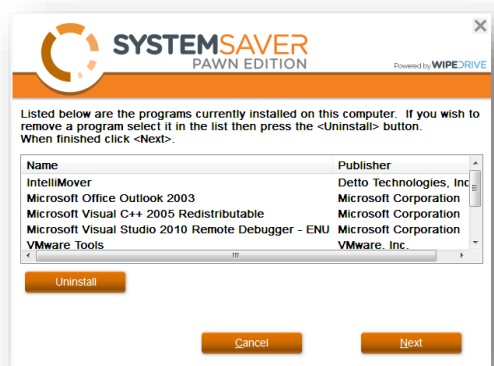 SYSTEMSAVER
PAWN EDITION
Powered by WIPEDRIVE
Listed below are the programs currently installed on this computer. If you wish to
remove a program select it in the list then press the <Uninstall> button.
When finished click <Next>.
Name Publisher
IntelliMover Detto Technologies, Inc
Microsoft Office Outlook 2003 Microsoft Corporation
Microsoft Visual C++ 2005 Redistributable Microsoft Corporation
Microsoft Visual Studio 2010 Remote Debugger - ENU Microsoft Corporation
VMware Tools VMware, Inc.
Uninstall
Cancel Next